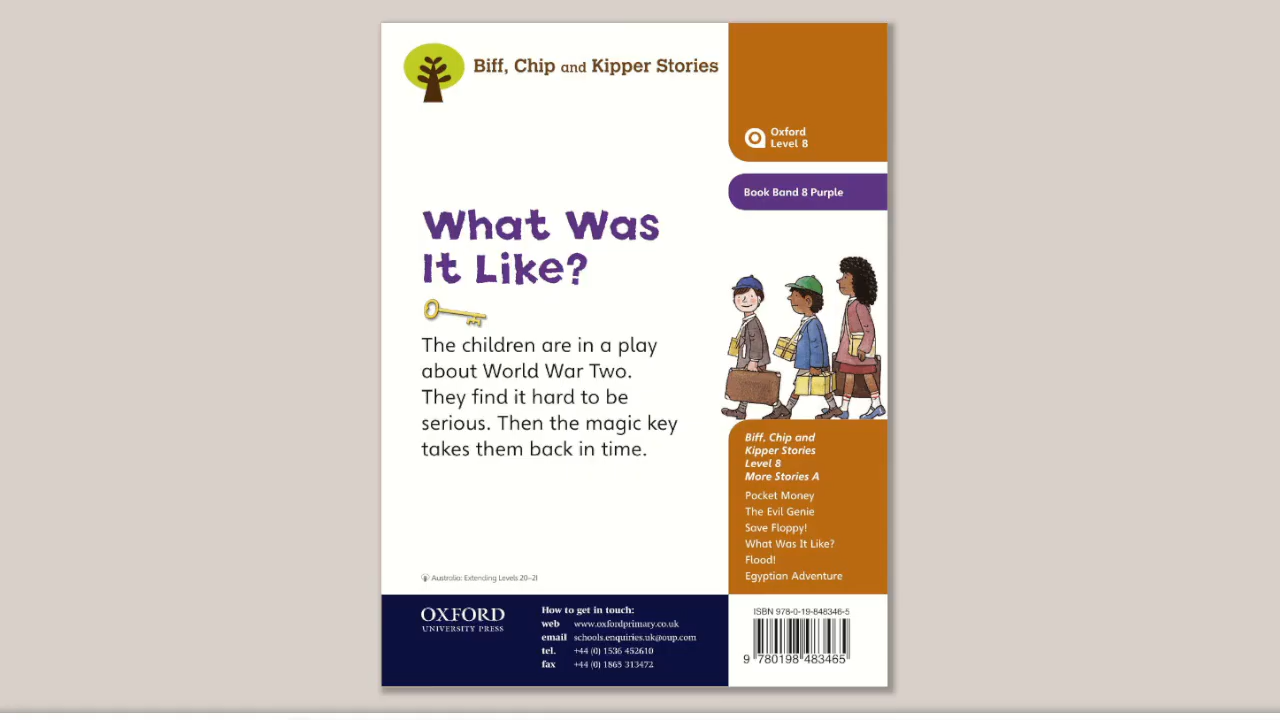 Biff, Chip and Kipper Stories
Oxford
Level 8
Book Band 8 Purple
What Was
It Like?
The children are in a play
about World War Two.
They find it hard to be
serious. Then the magic key
takes them back in time.
Biff, Chip and
Kipper Stories
Level 8
More Stories A
Pocket Money
The Evil Genie
Save Floppy!
What Was It Like?
Flood!
Egyptian Adventure
Australia: Extending Levels 20–21
OXFORD
UNIVERSITY PRESS
How to get in touch:
web www.oxfordprimary.co.uk
email schools.enquiries.uk@oup.com
tel. +44 (0) 1536 452610
fax +44 (0) 1865 313472
ISBN 978-0-19-848346-5
9 780198 483465